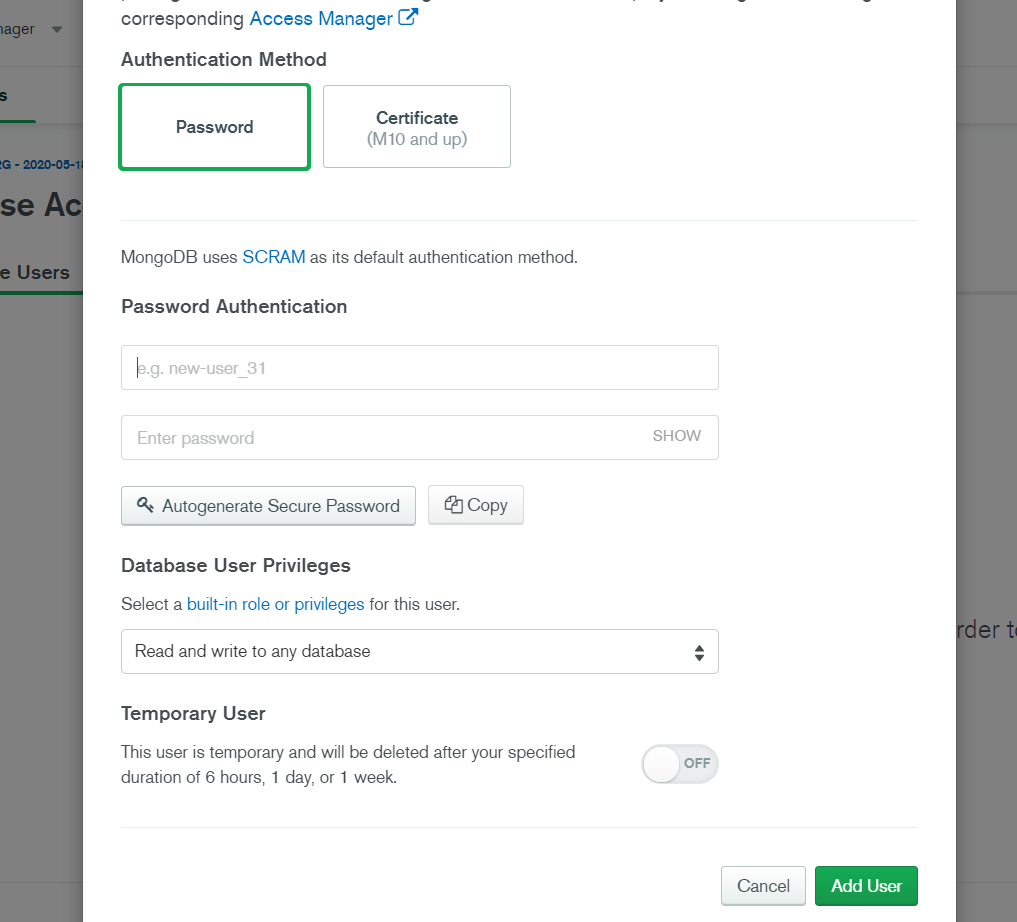 corresponding Access Manager
nager
Authentication Method
s
Password
Certificate
(M10 and up)
RG - 2020-05-18
se Ac
MongoDB uses SCRAM as its default authentication method.
e Users
Password Authentication
e.g. new-user_31
Enter password
SHOW
Autogenerate Secure Password
Copy
Database User Privileges
Select a built-in role or privileges for this user.
rder to
Read and write to any database
Temporary User
This user is temporary and will be deleted after your specified
duration of 6 hours, 1 day, or 1 week.
OFF
Cancel
Add User